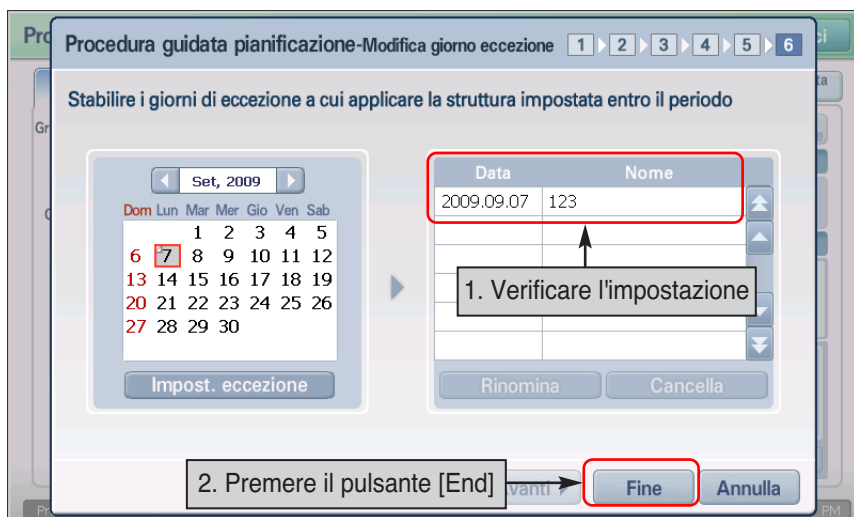 Procedura guidata pianificazione-Modifica giorno eccezione 1 2 3 4 5 6
Stabilire i giorni di eccezione a cui applicare la struttura impostata entro il periodo
Set, 2009
Dom Lun Mar Mer Gio Ven Sab
1 2 3 4 5
6 7 8 9 10 11 12
13 14 15 16 17 18 19
20 21 22 23 24 25 26
27 28 29 30
Impost. eccezione
Data Nome
2009.09.07 123
1. Verificare l'impostazione
Rinomina Cancella
2. Premere il pulsante [End]
Fine Annulla
PM